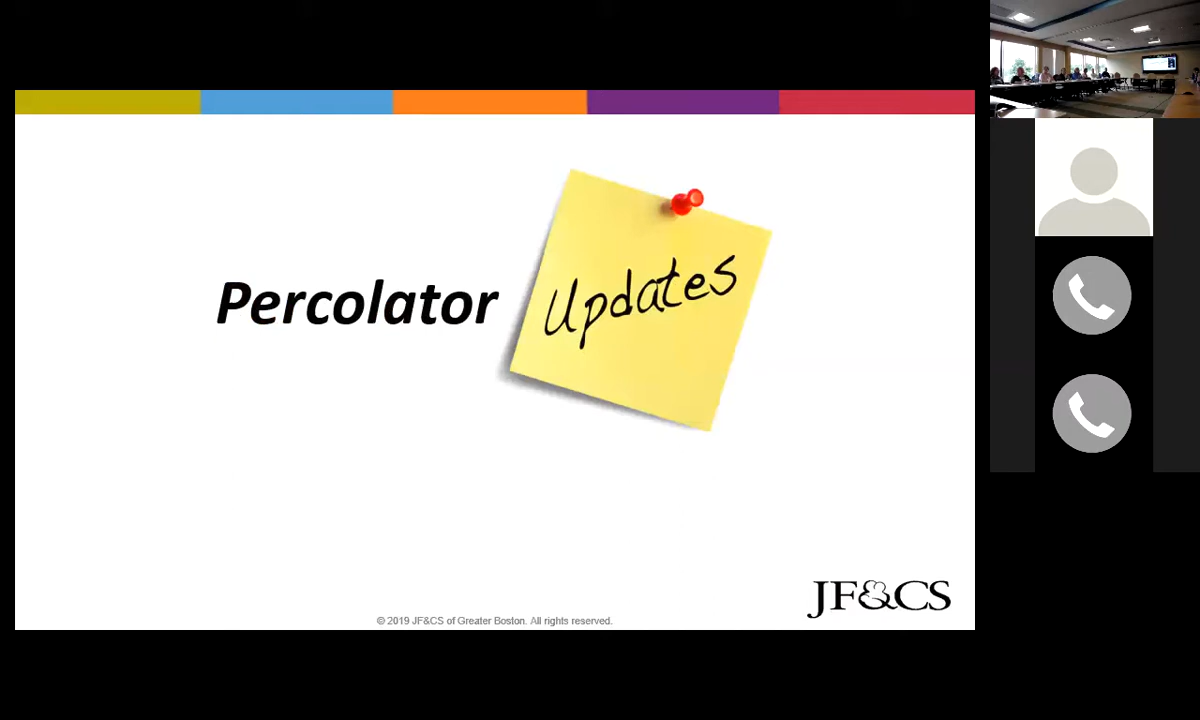 Percolator
Updates
JF&CS
© 2019 JF&CS of Greater Boston. All rights reserved.